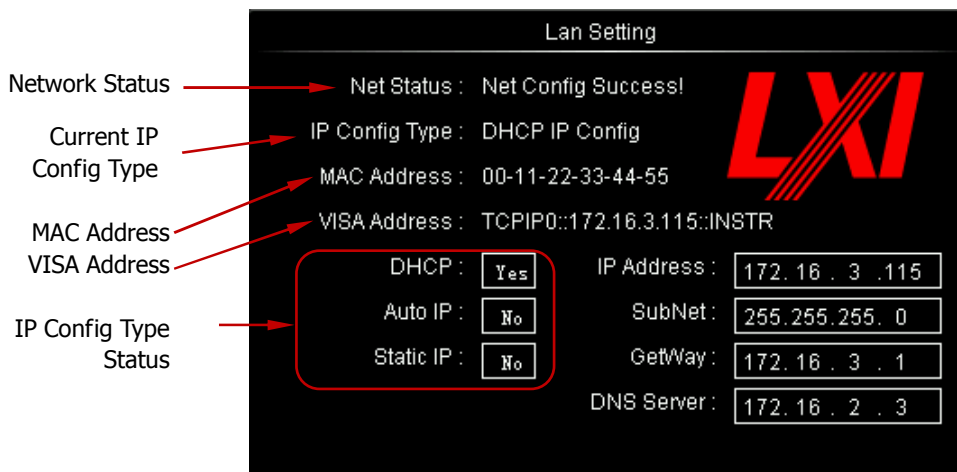 Lan Setting
Network Status
Net Status : Net Config Success!
LXI
Current IP
Config Type
IP Config Type : DHCP IP Config
MAC Address : 00-11-22-33-44-55
MAC Address
VISA Address : TCPIP0::172.16.3.115::INSTR
VISA Address
DHCP : Yes IP Address : 172. 16 . 3 .115
Auto IP : No SubNet : 255.255.255. 0
IP Config Type
Status
Static IP : No GetWay : 172. 16 . 3 . 1
DNS Server : 172. 16 . 2 . 3